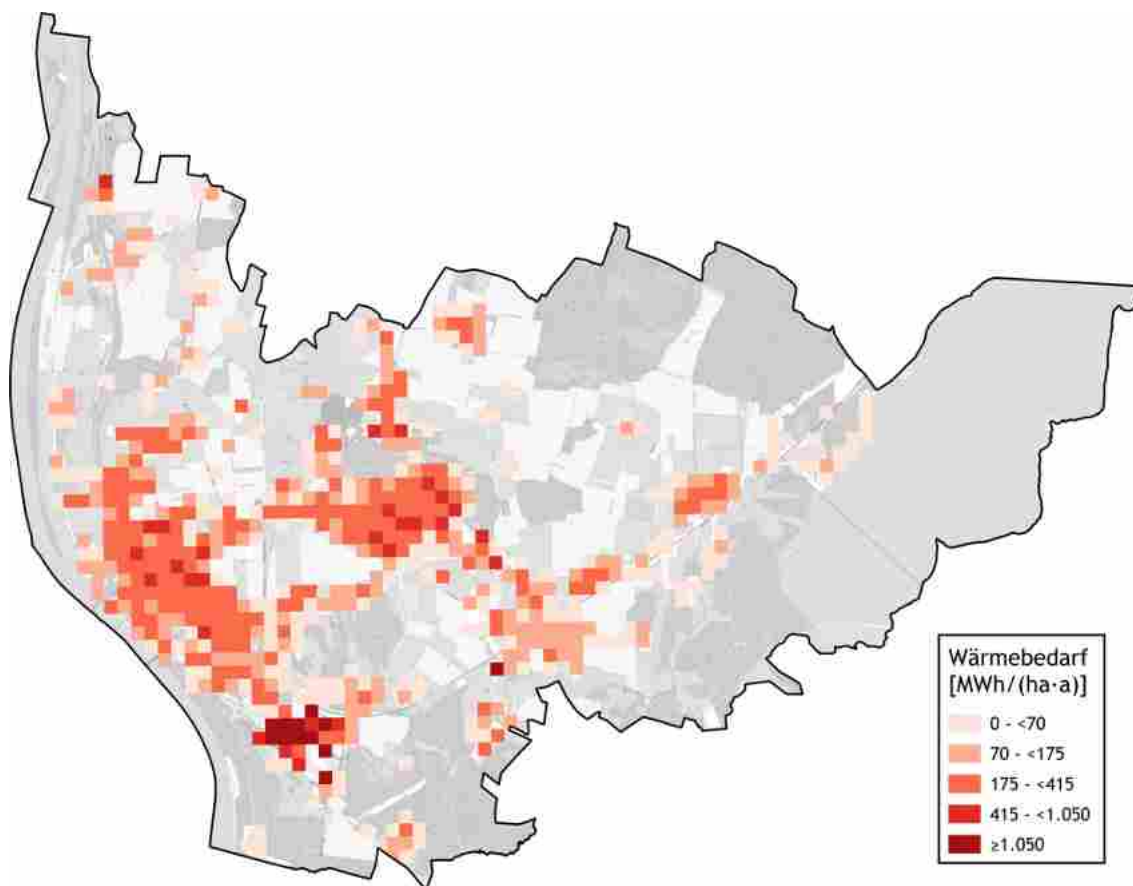 Wärmebedarf
[MWh/(ha·a)]
0 - <70
70 - <175
175 - <415
415 - <1.050
≥1.050